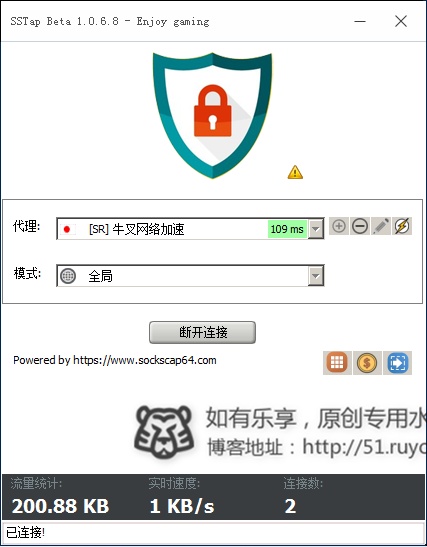 SSTap Beta 1.0.6.8 - Enjoy gaming
代理:
[SR] 牛叉网络加速
109 ms
模式:
全局
断开连接
Powered by https://www.sockscap64.com
如有乐享，原创专用水
博客地址：http://51.ruyo
流量统计:
实时速度:
连接数:
200.88 KB
1 KB/s
2
已连接!